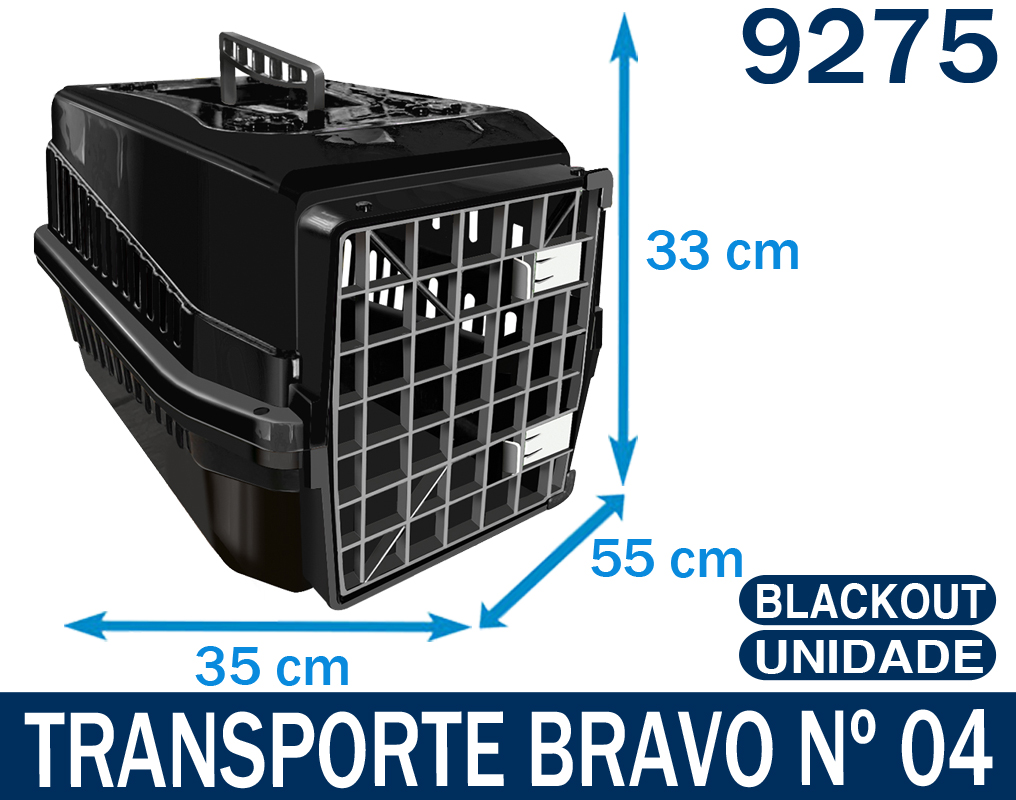 9275
33 cm
55 cm
BLACKOUT
UNIDADE
35 cm
TRANSPORTE BRAVO Nº 04